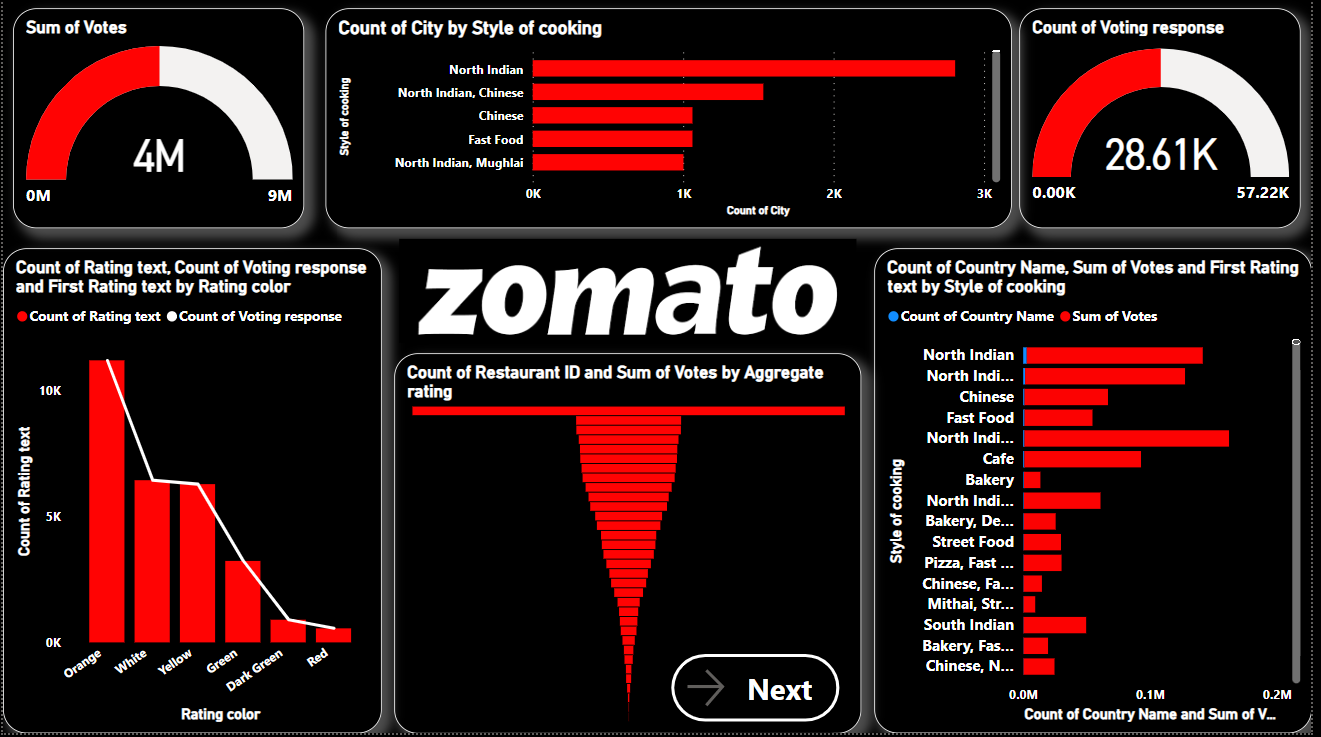 Sum of Votes
4M
0M
9M
Count of City by Style of cooking
Style of cooking
North Indian
North Indian, Chinese
Chinese
Fast Food
North Indian, Mughlai
0K
1K
2K
3K
Count of City
Count of Voting response
28.61K
0.00K
57.22K
Count of Rating text, Count of Voting response
and First Rating text by Rating color
Count of Rating text
Count of Voting response
Count of Rating text
10K
5K
0K
Orange
White
Yellow
Green
Dark Green
Red
Rating color
zomato
Count of Restaurant ID and Sum of Votes by Aggregate
rating
Next
Count of Country Name, Sum of Votes and First Rating
text by Style of cooking
Count of Country Name
Sum of Votes
Style of cooking
North Indian
North Indi...
Chinese
Fast Food
North Indi...
Cafe
Bakery
North Indi...
Bakery, De...
Street Food
Pizza, Fast ...
Chinese, Fa...
Mithai, Str...
South Indian
Bakery, Fas...
Chinese, N...
0.0M
0.1M
0.2M
Count of Country Name and Sum of V...